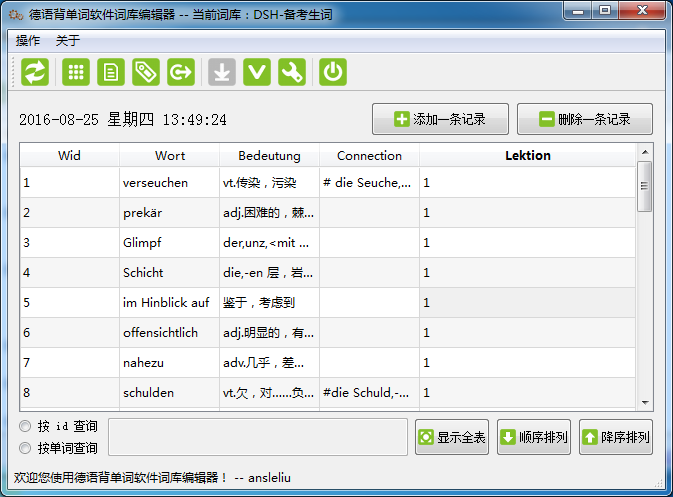 德语背单词软件词库编辑器 -- 当前词库：DSH-备考生词
操作 关于
2016-08-25 星期四 13:49:24 添加一条记录 删除一条记录
Wid Wort Bedeutung Connection Lektion
1 verseuchen vt.传染，污染 # die Seuche,... 1
2 prekär adj.困难的，棘... 1
3 Glimpf der,unz,<mit ... 1
4 Schicht die,-en 层，岩... 1
5 im Hinblick auf 鉴于，考虑到 1
6 offensichtlich adj.明显的，有... 1
7 nahezu adv.几乎，差... 1
8 schulden vt.欠，对……负... #die Schuld,-... 1
按 id 查询
按单词查询
显示全表 顺序排列 降序排列
欢迎您使用德语背单词软件词库编辑器！ -- ansleliu